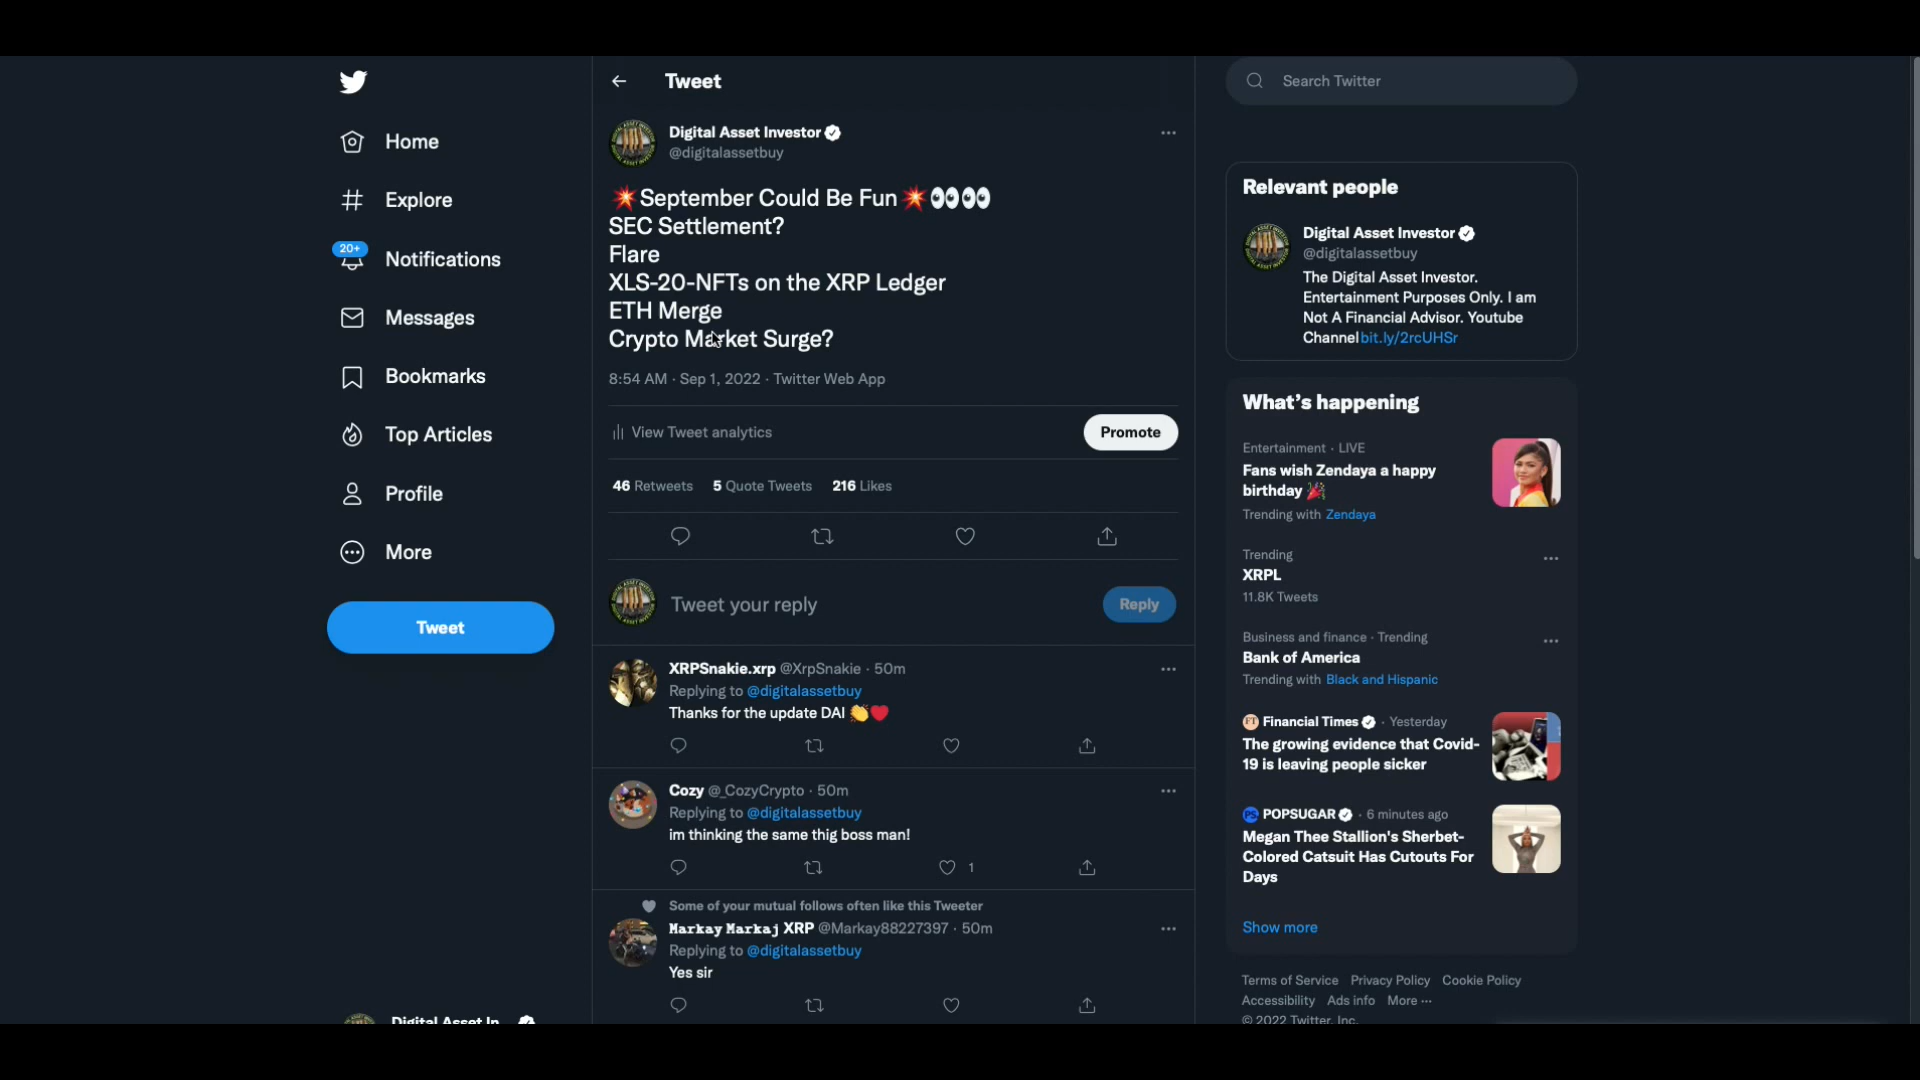 Home
Explore
20+
Notifications
Messages
Bookmarks
Top Articles
Profile
More
Tweet
Digital Asset In
Tweet
Digital Asset Investor
@digitalassetbuy
💥September Could Be Fun💥👀👀
SEC Settlement?
Flare
XLS-20-NFTs on the XRP Ledger
ETH Merge
Crypto Market Surge?
8:54 AM · Sep 1, 2022 · Twitter Web App
View Tweet analytics
Promote
46 Retweets 5 Quote Tweets 216 Likes
Tweet your reply
Reply
XRPSnakie.xrp @XrpSnakie · 50m
Replying to @digitalassetbuy
Thanks for the update DAI 👏❤️
Cozy @_CozyCrypto · 50m
Replying to @digitalassetbuy
im thinking the same thig boss man!
1
Some of your mutual follows often like this Tweeter
𝕄𝕒𝕣𝕜𝕒𝕪 𝕄𝕒𝕣𝕜𝕒𝕛 XRP @Markay88227397 · 50m
Replying to @digitalassetbuy
Yes sir
Search Twitter
Relevant people
Digital Asset Investor
@digitalassetbuy
The Digital Asset Investor.
Entertainment Purposes Only. I am
Not A Financial Advisor. Youtube
Channel bit.ly/2rcUHSr
What's happening
Entertainment · LIVE
Fans wish Zendaya a happy
birthday 🎉
Trending with Zendaya
Trending
XRPL
11.8K Tweets
Business and finance · Trending
Bank of America
Trending with Black and Hispanic
FT Financial Times · Yesterday
The growing evidence that Covid-
19 is leaving people sicker
POPSUGAR · 6 minutes ago
Megan Thee Stallion's Sherbet-
Colored Catsuit Has Cutouts For
Days
Show more
Terms of Service Privacy Policy Cookie Policy
Accessibility Ads info More ···
© 2022 Twitter, Inc.